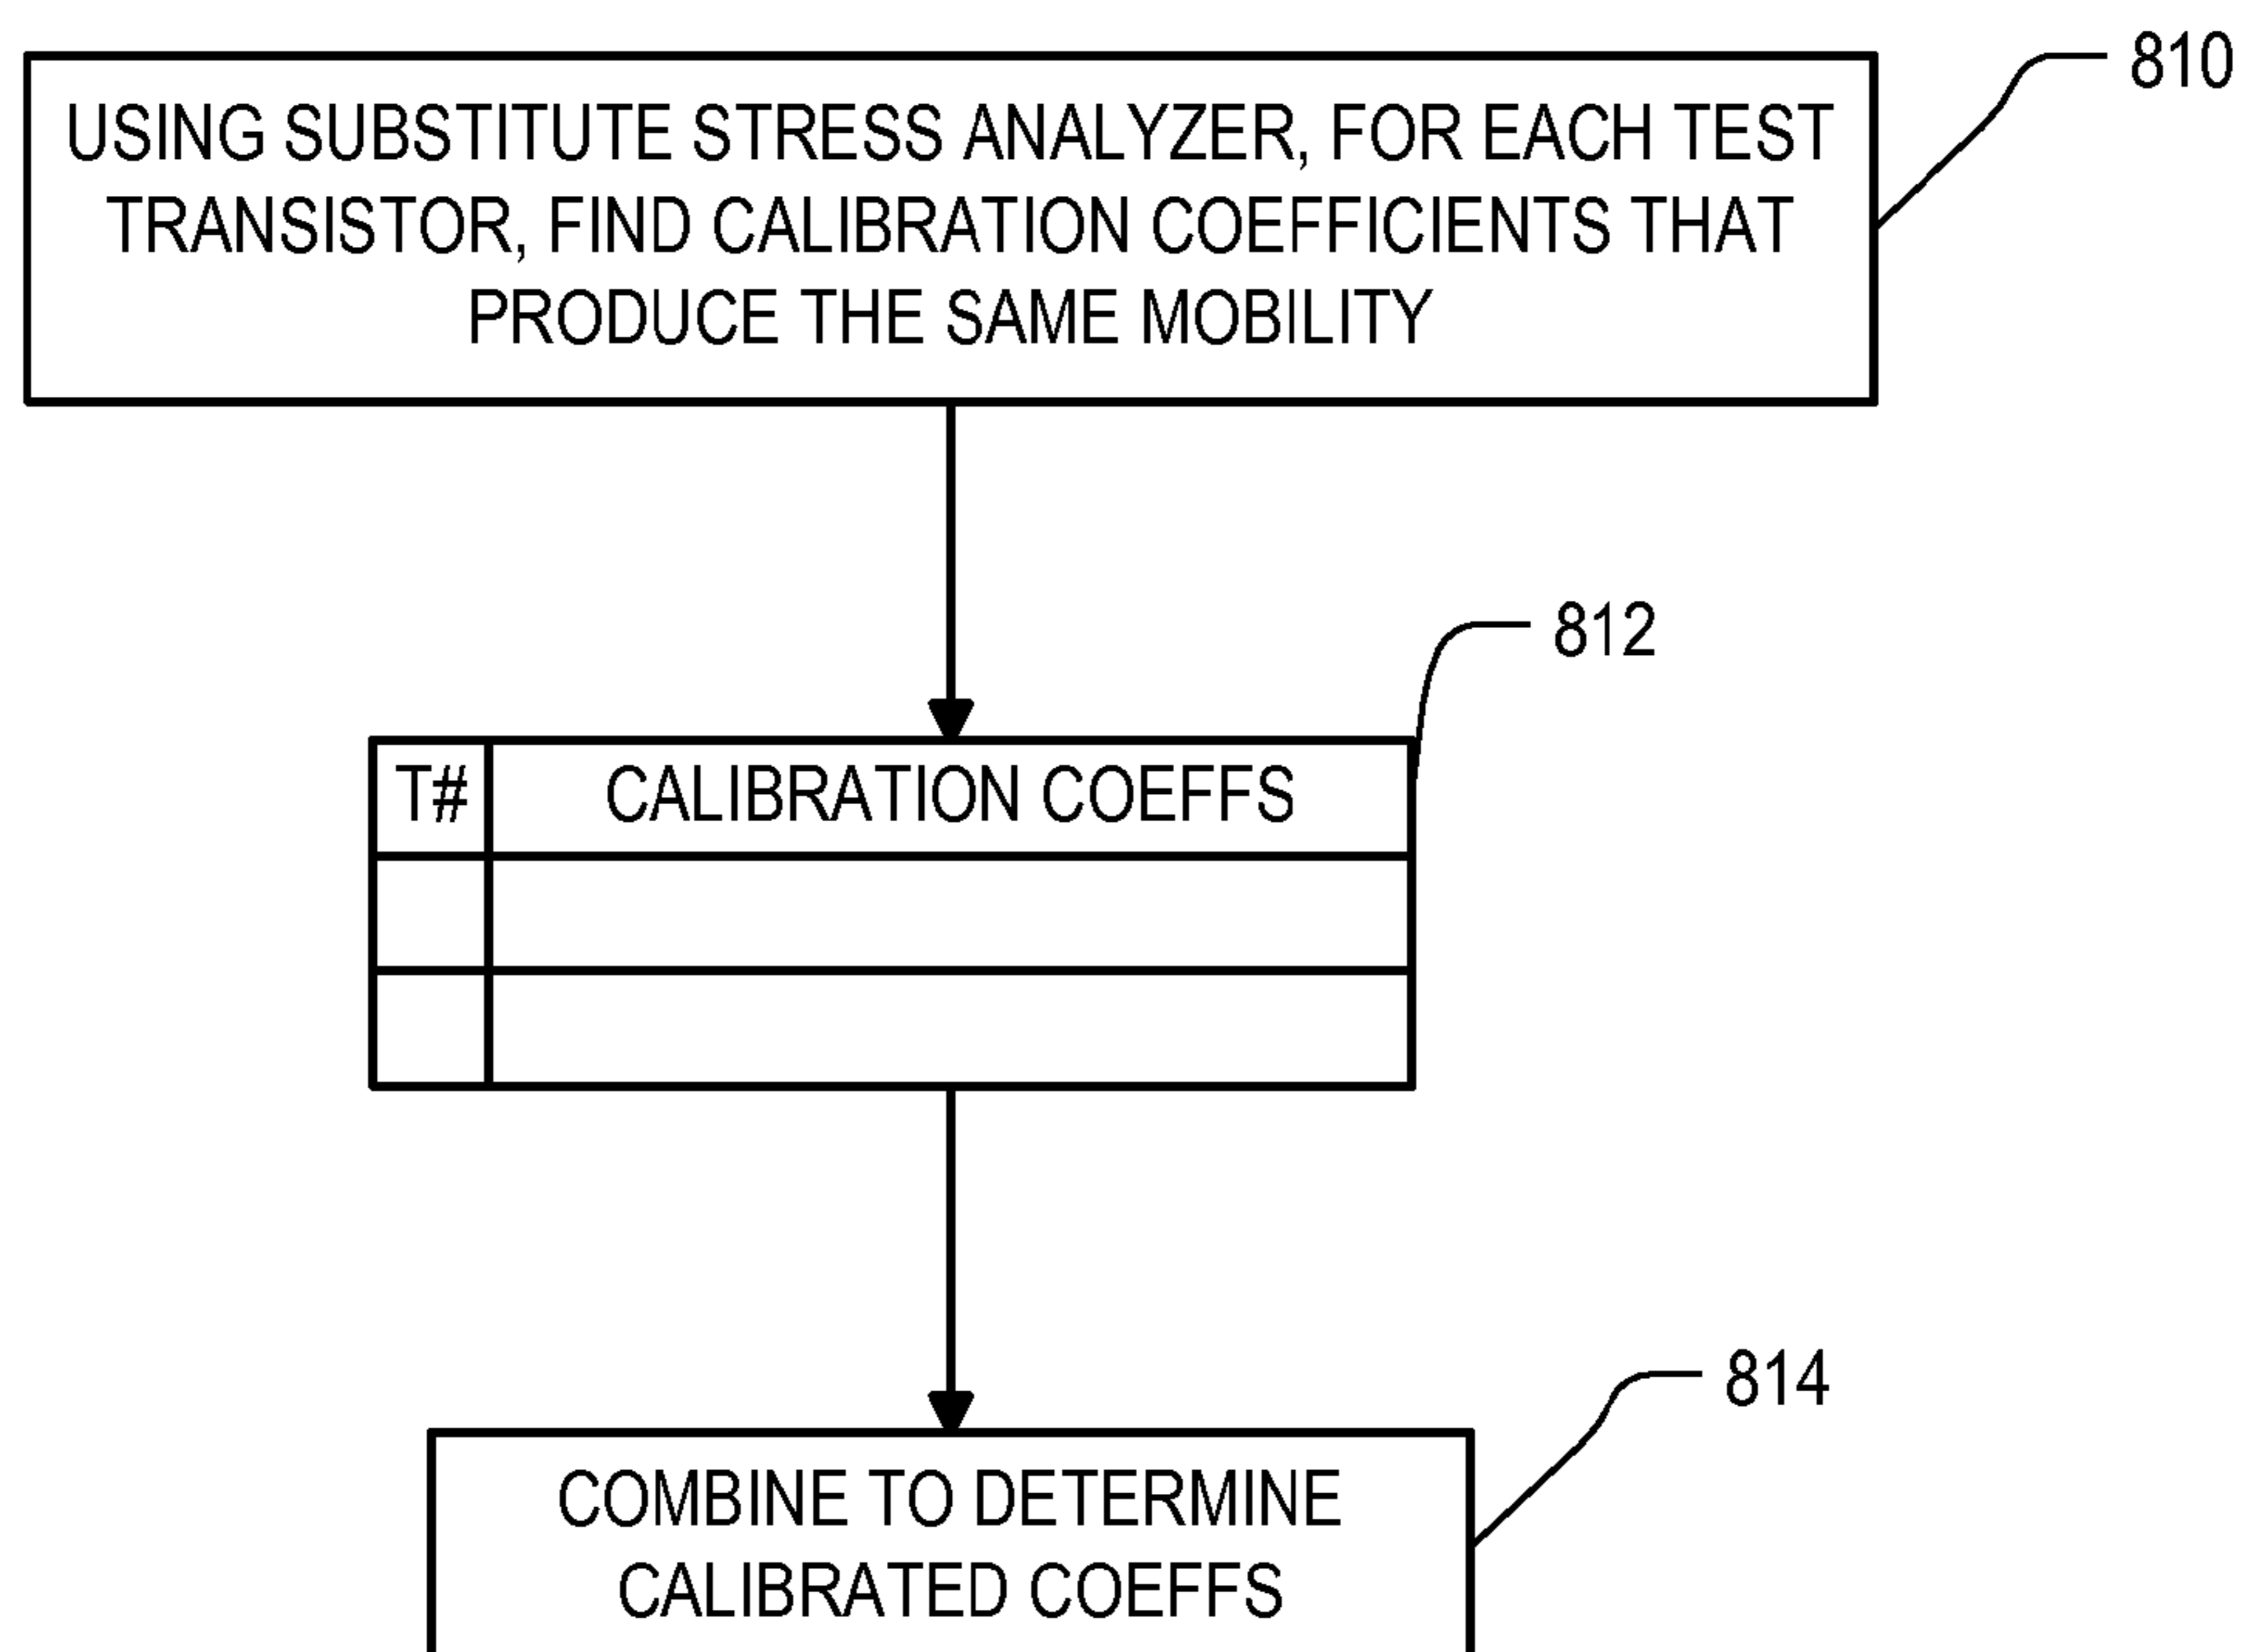 810
USING SUBSTITUTE STRESS ANALYZER, FOR EACH TEST
TRANSISTOR, FIND CALIBRATION COEFFICIENTS THAT
PRODUCE THE SAME MOBILITY
812
T# CALIBRATION COEFFS
814
COMBINE TO DETERMINE
CALIBRATED COEFFS